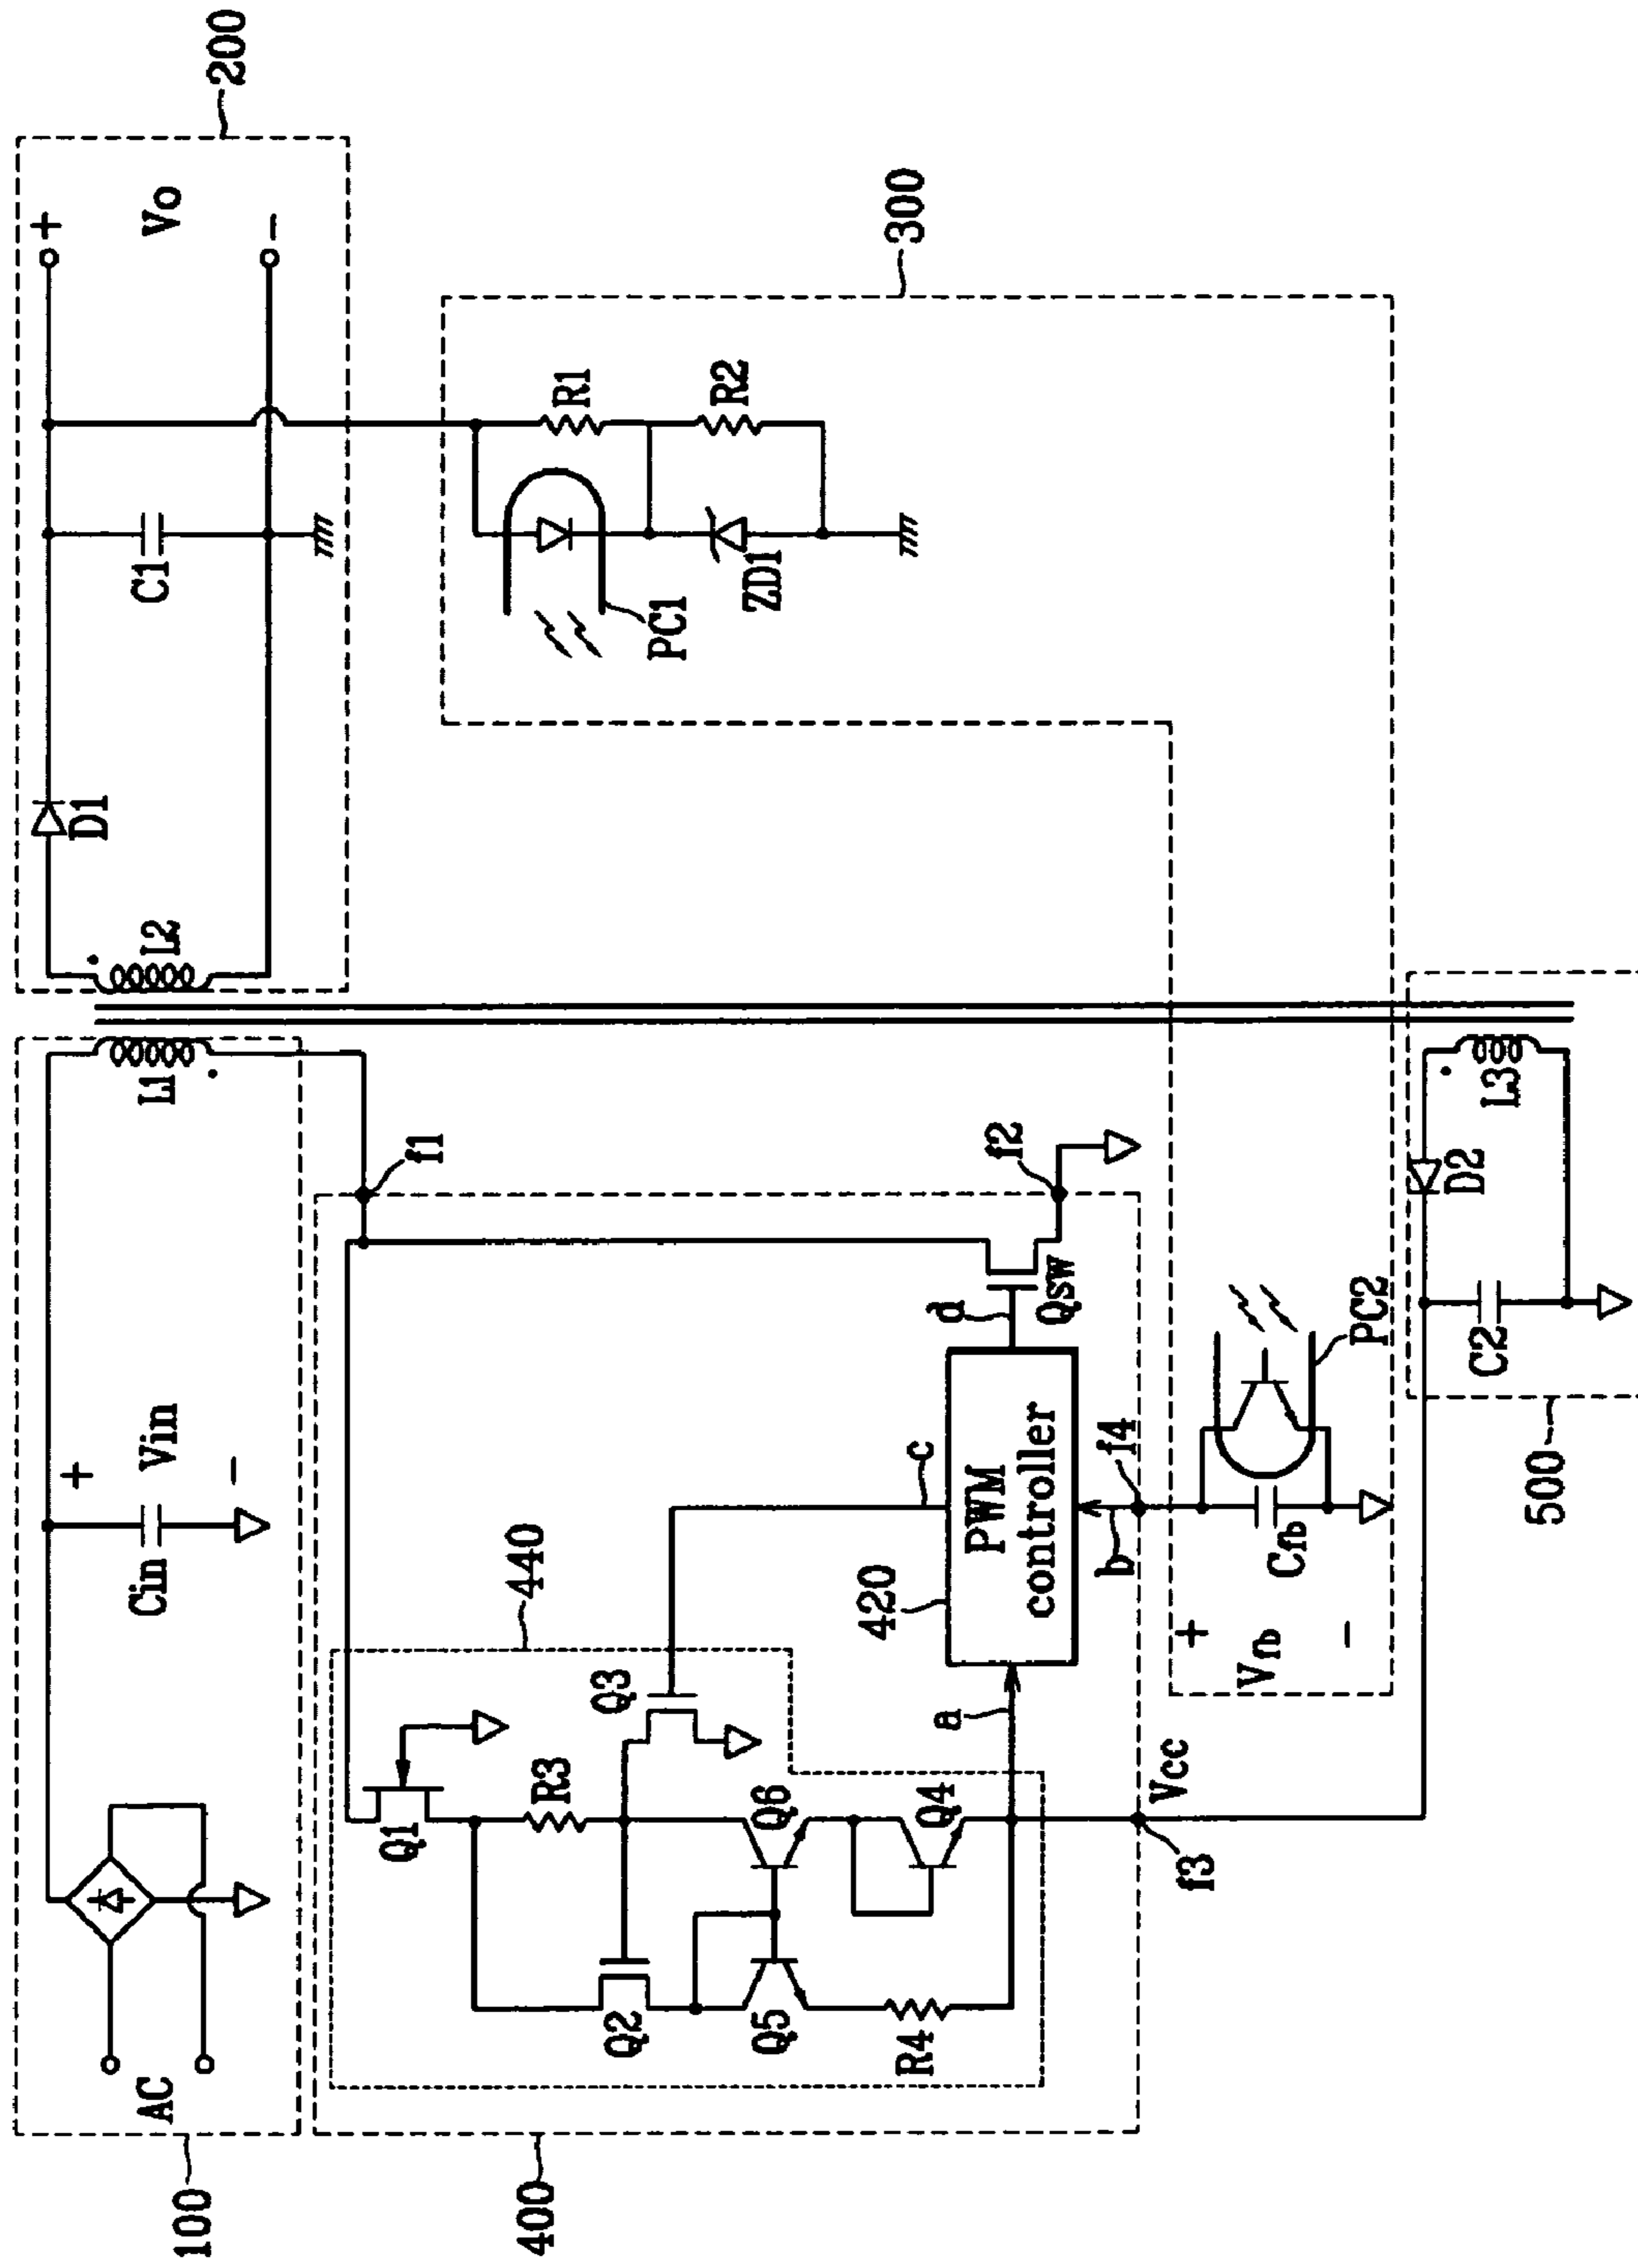 100
AC
Cin
+
Vin
-
L1
L2
D1
C1
+
Vo
-
200
400
440
Q1
R3
Q3
Q2
Q6
Q5
Q4
R4
a
420
PWM
controller
c
d
Qsw
f1
f2
b
f4
f3
Vcc
+
Vfb
-
Cfb
PC2
300
R1
R2
PC1
ZD1
500
C2
D2
L3